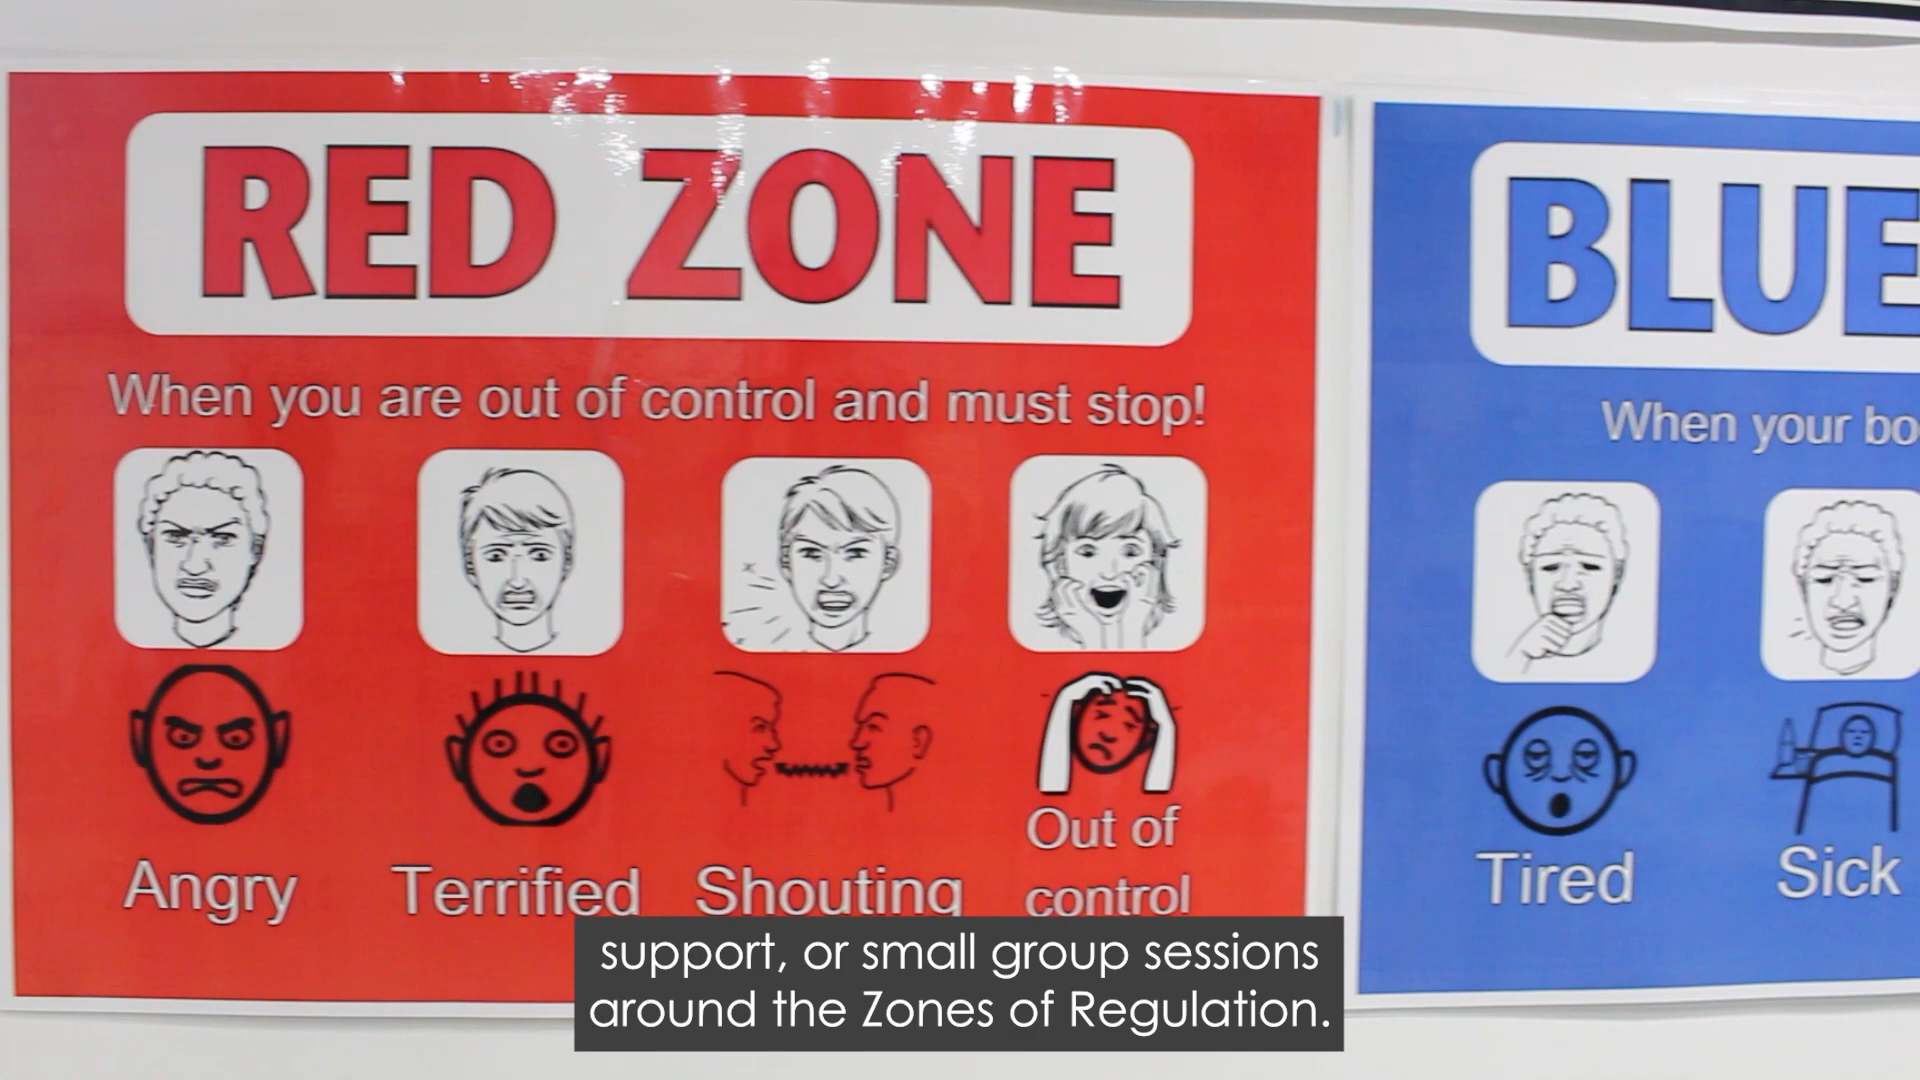 RED ZONE
When you are out of control and must stop!
Angry
Terrified
Shouting
Out of
control
BLUE
When your
Tired
Sick
support, or small group sessions
around the Zones of Regulation.